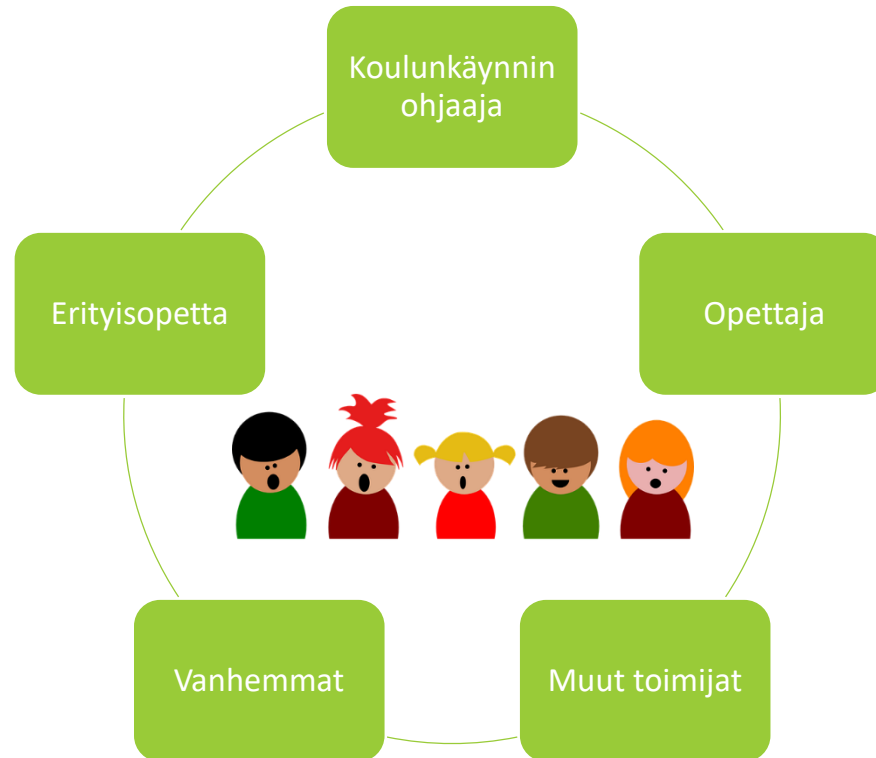 Koulunkäynnin
ohjaaja
Erityisopetta
Opettaja
Vanhemmat
Muut toimijat